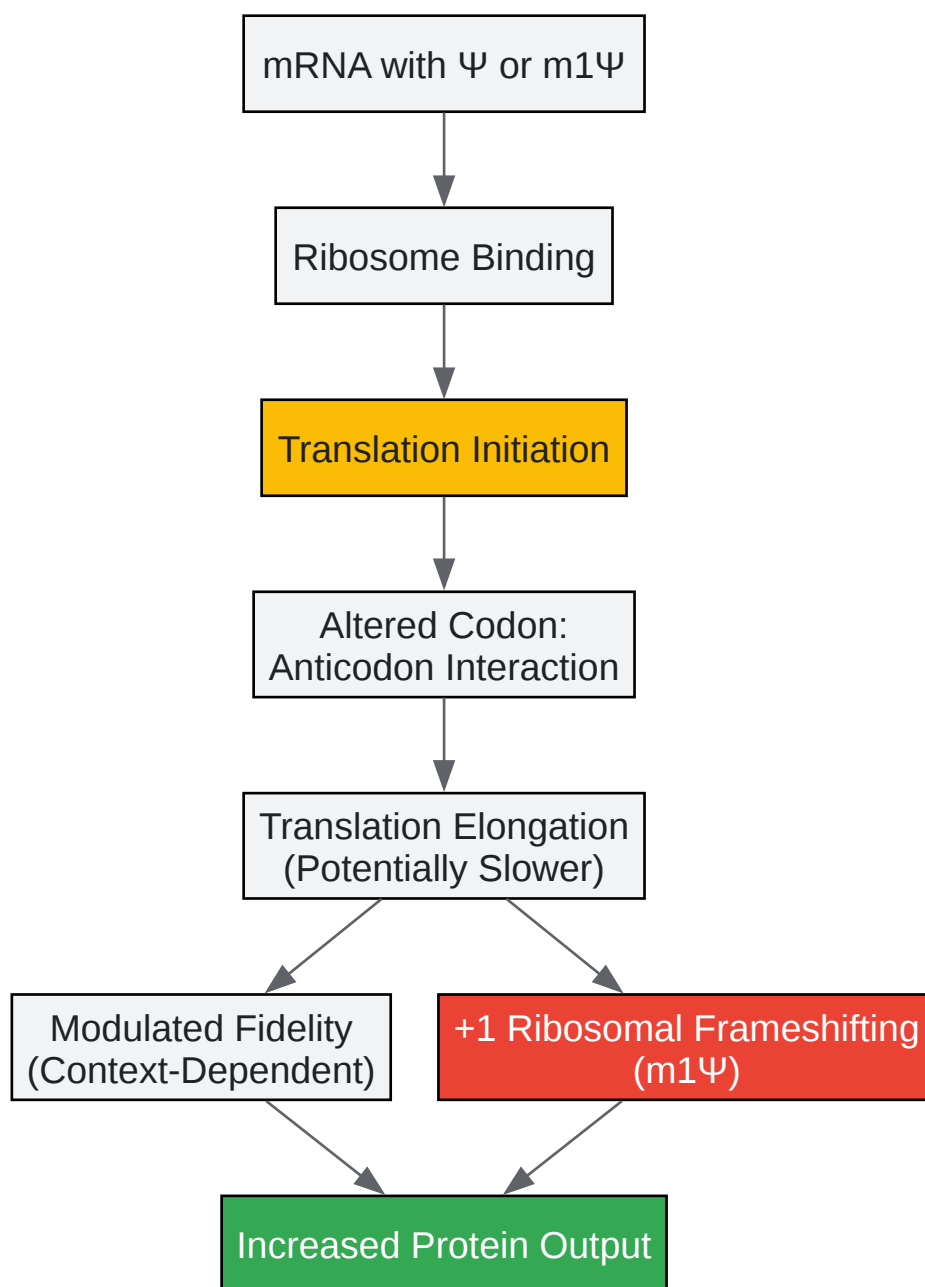 mRNA with Ψ or m1Ψ
Ribosome Binding
Translation Initiation
Altered Codon:
Anticodon Interaction
Translation Elongation
(Potentially Slower)
Modulated Fidelity
(Context-Dependent)
+1 Ribosomal Frameshifting
(m1Ψ)
Increased Protein Output